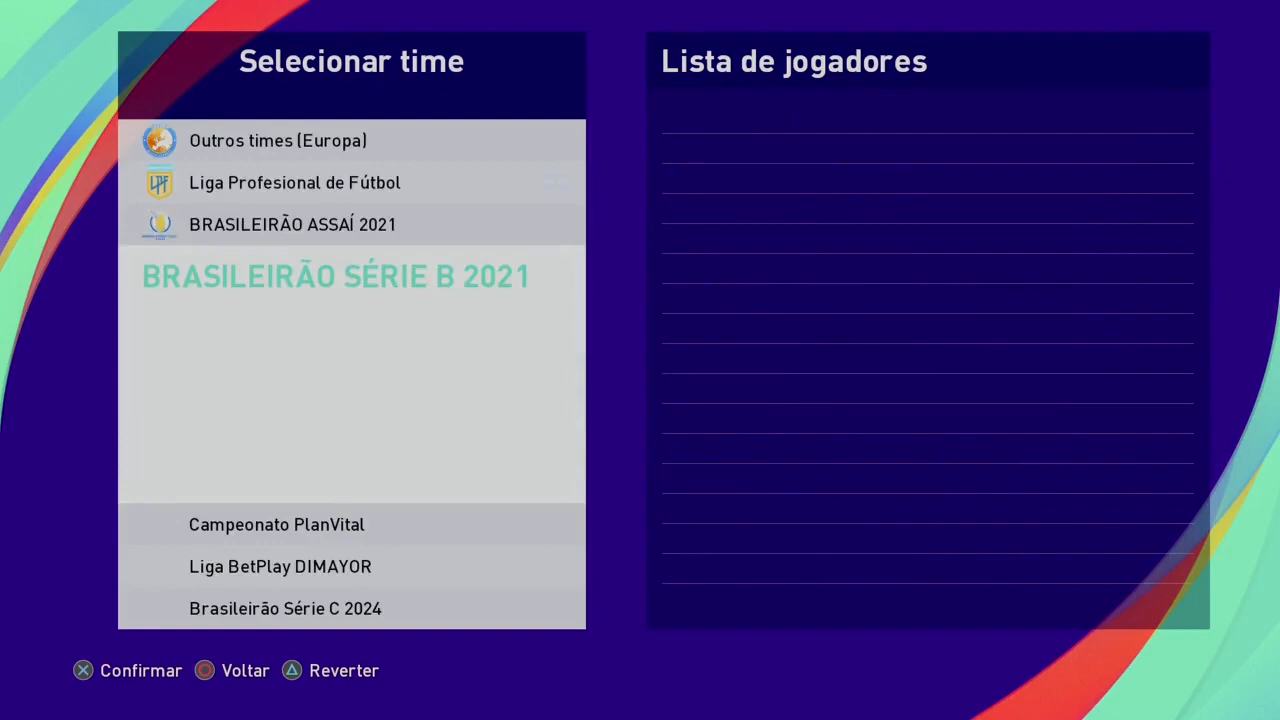 Selecionar time
Outros times (Europa)
Liga Profesional de Fútbol
BRASILEIRÃO ASSAÍ 2021
BRASILEIRÃO SÉRIE B 2021
Campeonato PlanVital
Liga BetPlay DIMAYOR
Brasileirão Série C 2024
Lista de jogadores
Confirmar Voltar Reverter